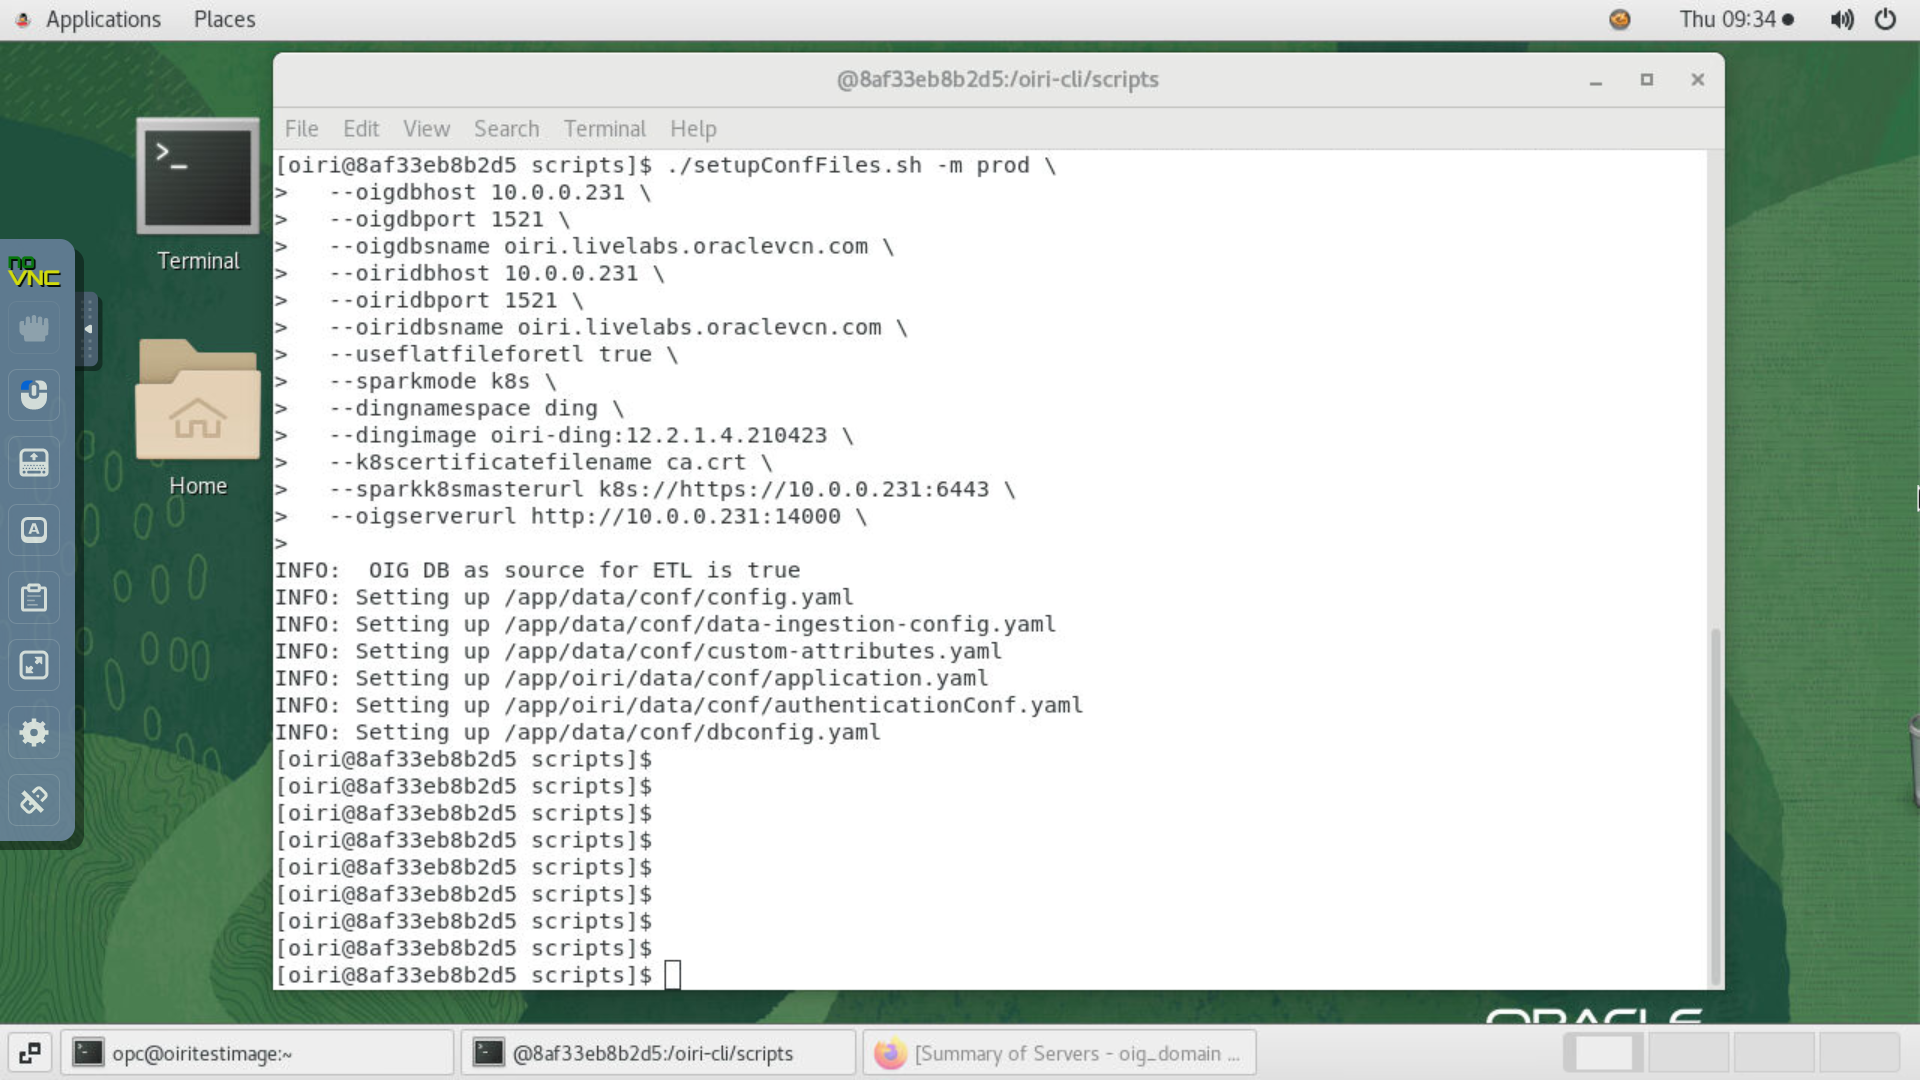 Applications Places Thu 09:34
@8af33eb8b2d5:/oiri-cli/scripts
File Edit View Search Terminal Help
[oiri@8af33eb8b2d5 scripts]$ ./setupConfFiles.sh -m prod \
>   --oigdbhost 10.0.0.231 \
>   --oigdbport 1521 \
>   --oigdbsname oiri.livelabs.oraclevcn.com \
>   --oiridbhost 10.0.0.231 \
>   --oiridbport 1521 \
>   --oiridbsname oiri.livelabs.oraclevcn.com \
>   --useflatfileforetl true \
>   --sparkmode k8s \
>   --dingnamespace ding \
>   --dingimage oiri-ding:12.2.1.4.210423 \
>   --k8scertificatefilename ca.crt \
>   --sparkk8smasterurl k8s://https://10.0.0.231:6443 \
>   --oigserverurl http://10.0.0.231:14000 \
>
INFO:  OIG DB as source for ETL is true
INFO: Setting up /app/data/conf/config.yaml
INFO: Setting up /app/data/conf/data-ingestion-config.yaml
INFO: Setting up /app/data/conf/custom-attributes.yaml
INFO: Setting up /app/oiri/data/conf/application.yaml
INFO: Setting up /app/oiri/data/conf/authenticationConf.yaml
INFO: Setting up /app/data/conf/dbconfig.yaml
[oiri@8af33eb8b2d5 scripts]$
[oiri@8af33eb8b2d5 scripts]$
[oiri@8af33eb8b2d5 scripts]$
[oiri@8af33eb8b2d5 scripts]$
[oiri@8af33eb8b2d5 scripts]$
[oiri@8af33eb8b2d5 scripts]$
[oiri@8af33eb8b2d5 scripts]$
[oiri@8af33eb8b2d5 scripts]$
[oiri@8af33eb8b2d5 scripts]$
Terminal
Home
no
VNC
A
ORACLE
opc@oiritestimage:~
@8af33eb8b2d5:/oiri-cli/scripts
[Summary of Servers - oig_domain ...